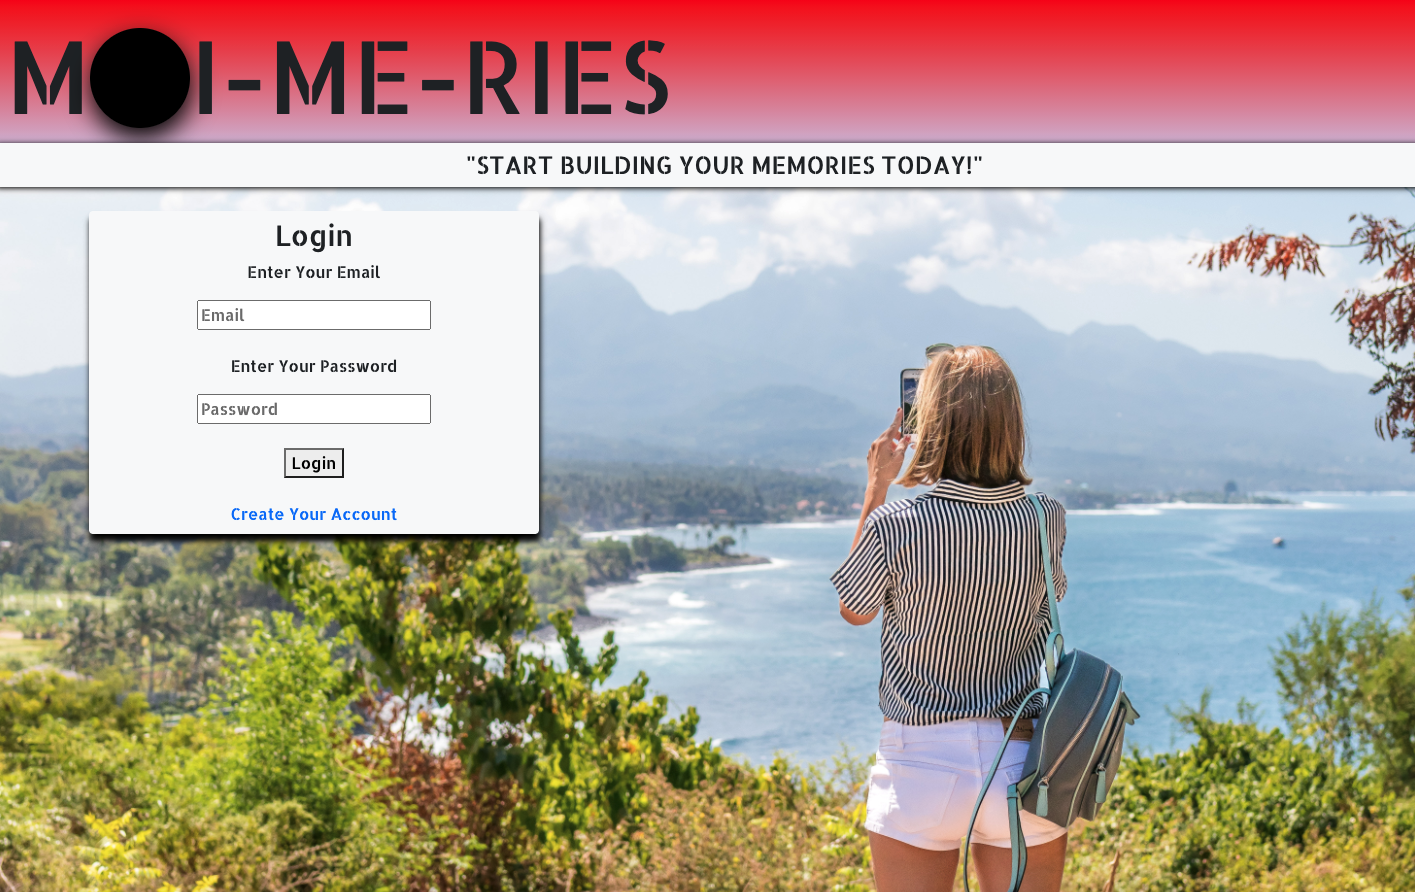 M I-ME-RIES
"START BUILDING YOUR MEMORIES TODAY!"
Login
Enter Your Email
Email
Enter Your Password
Password
Login
Create Your Account